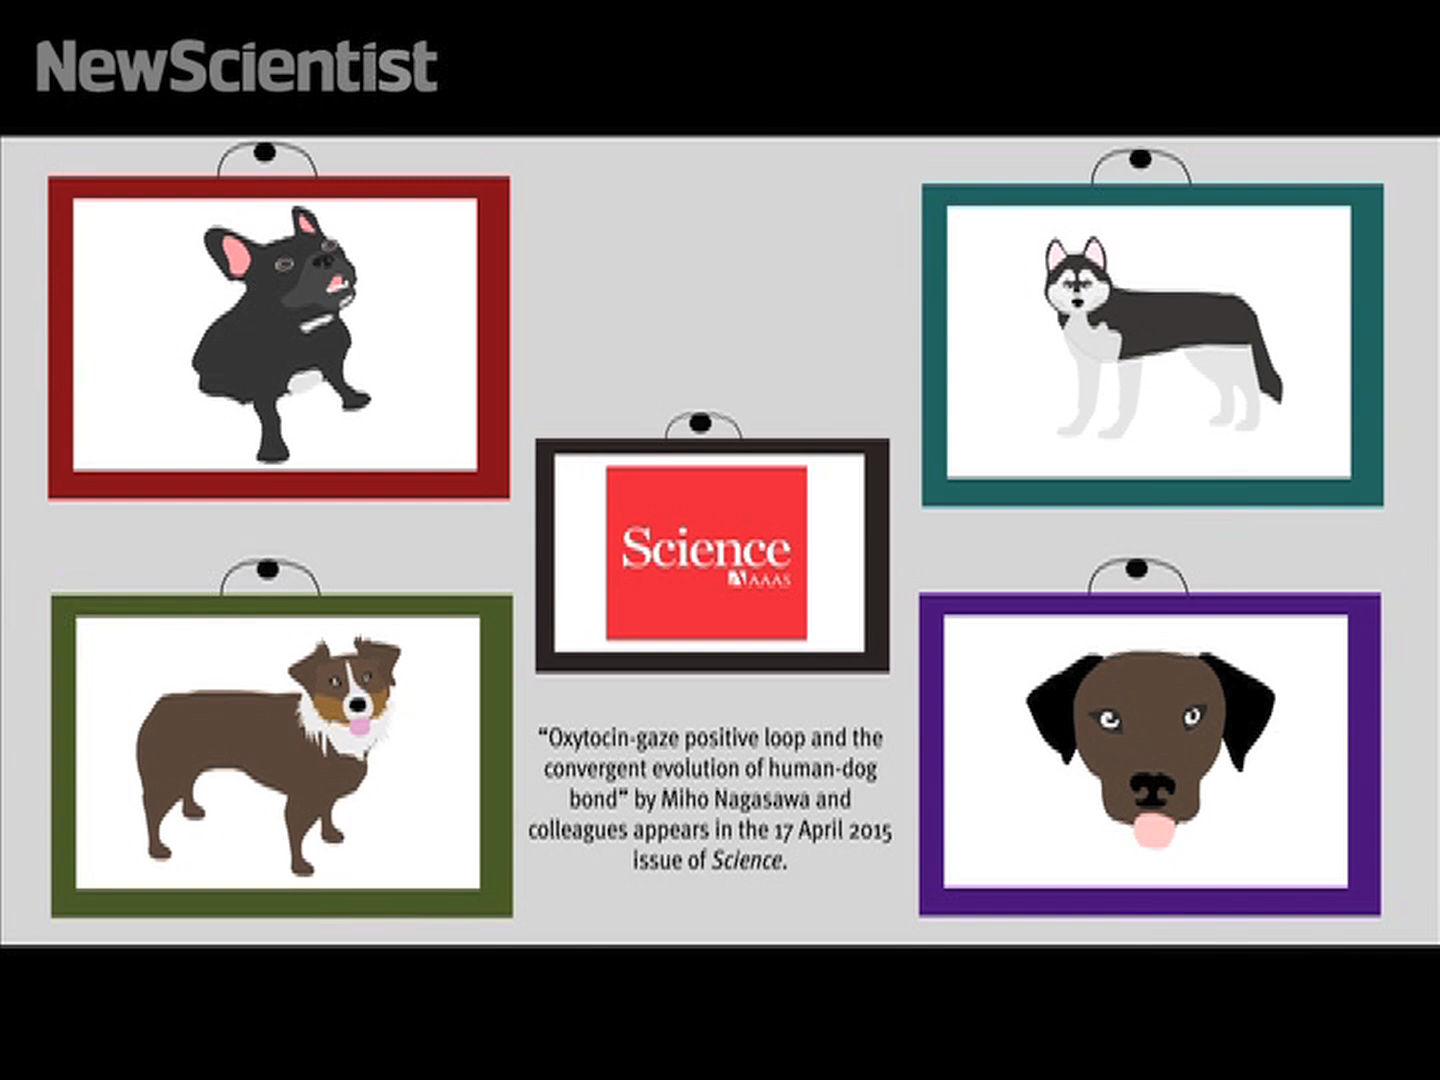 NewScientist
Science
AAAS
“Oxytocin-gaze positive loop and the
convergent evolution of human-dog
bond” by Miho Nagasawa and
colleagues appears in the 17 April 2015
issue of Science.